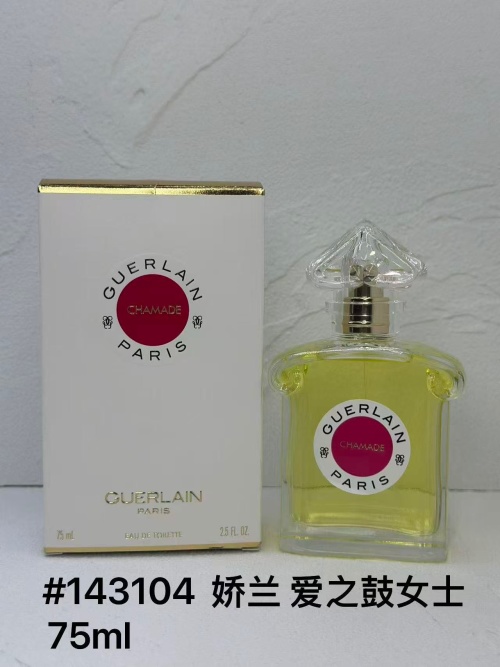 GUERLAIN
CHAMADE
PARIS
GUERLAIN
PARIS
75 ml
EAU DE TOILETTE
2.5 FL. OZ.
GUERLAIN
CHAMADE
PARIS
#143104 娇兰 爱之鼓女士
75ml